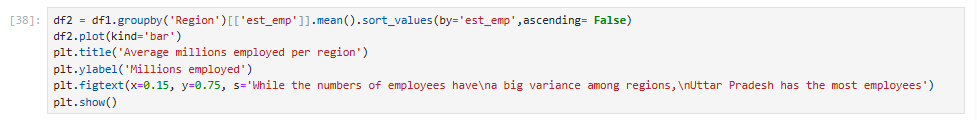 [38]: df2 = df1.groupby('Region')[['est_emp']].mean().sort_values(by='est_emp',ascending= False)
df2.plot(kind='bar')
plt.title('Average millions employed per region')
plt.ylabel('Millions employed')
plt.figtext(x=0.15, y=0.75, s='While the numbers of employees have\na big variance among regions,\nUttar Pradesh has the most employees')
plt.show()